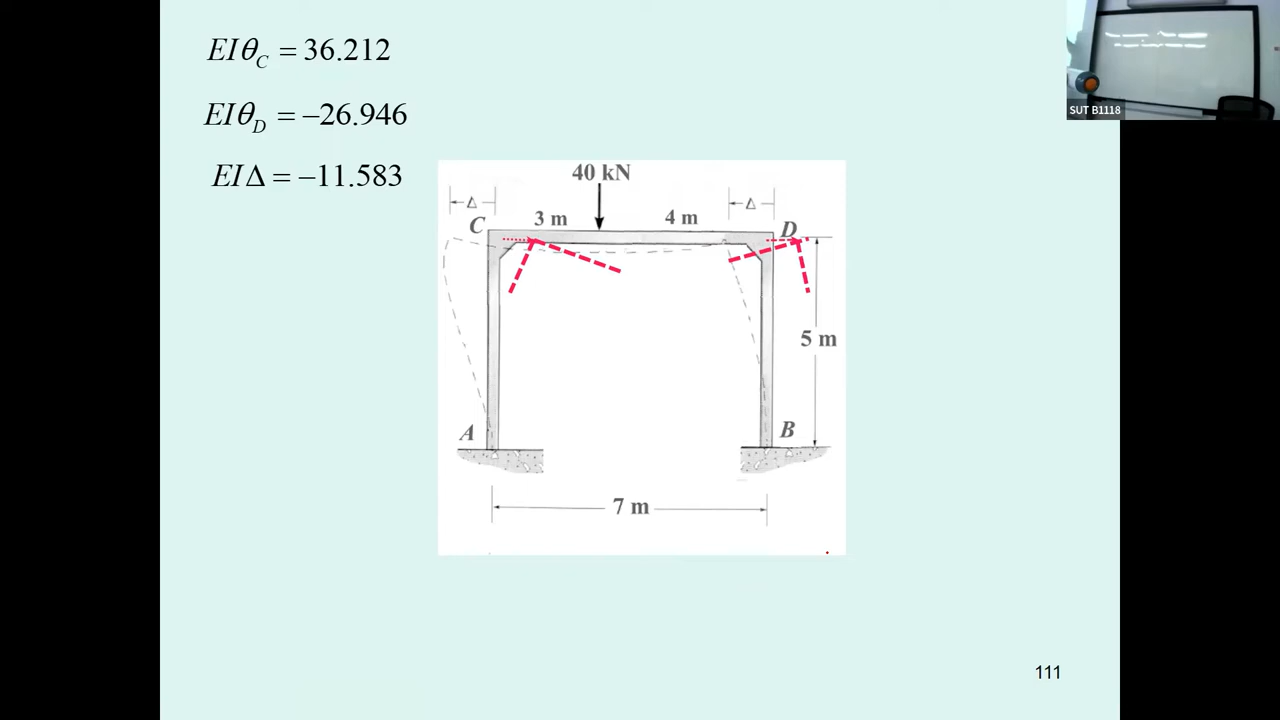 EIθ_C = 36.212
EIθ_D = −26.946
EIΔ = −11.583
SUT B1118
40 kN
Δ Δ
C 3 m 4 m D
5 m
A B
7 m
111